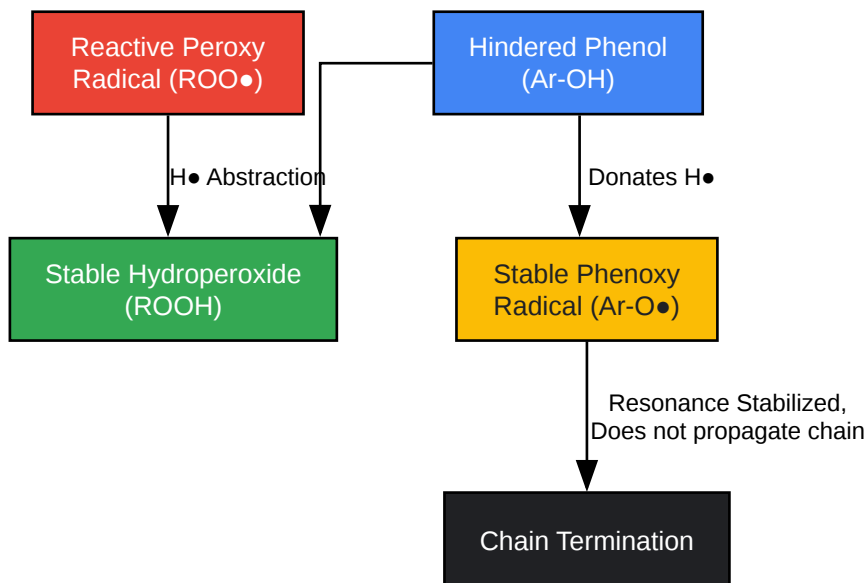 Reactive Peroxy
Radical (ROO●)
Hindered Phenol
(Ar-OH)
H● Abstraction
Donates H●
Stable Hydroperoxide
(ROOH)
Stable Phenoxy
Radical (Ar-O●)
Resonance Stabilized,
Does not propagate chain
Chain Termination